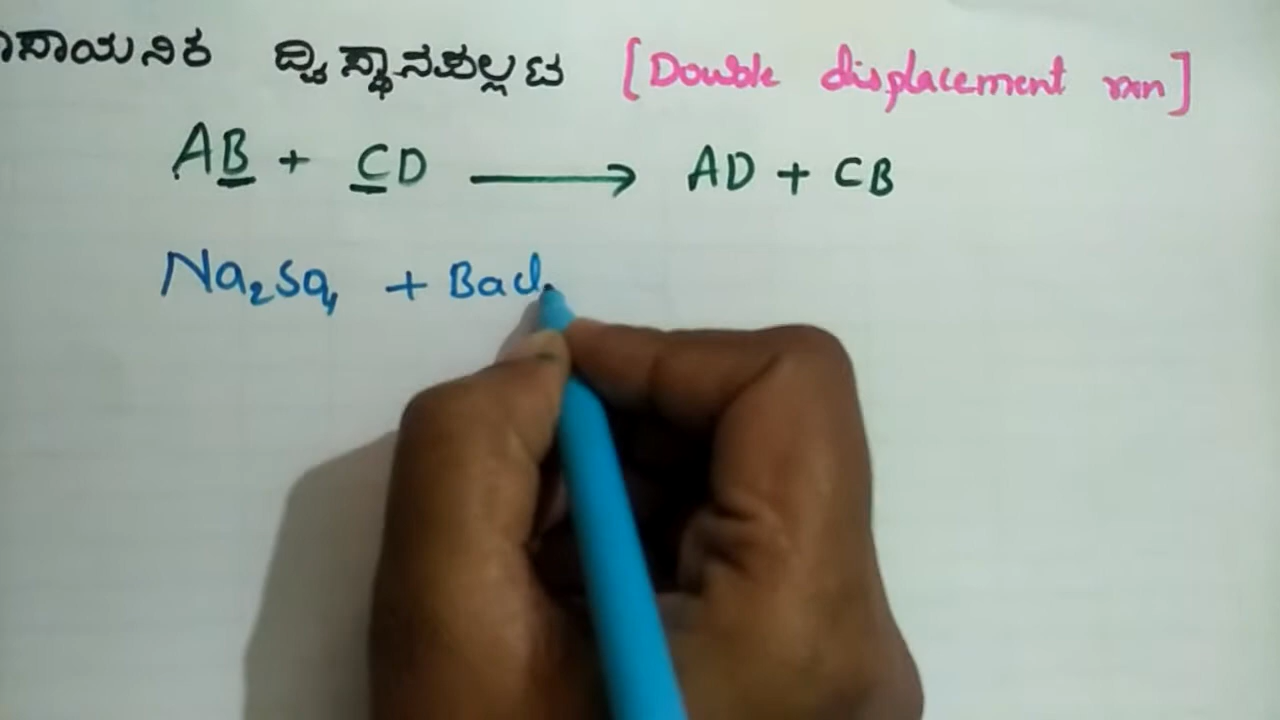 ರಾಸಾಯನಿಕ ದ್ವಿಸ್ಥಾನಪಲ್ಲಟ [Double displacement rxn]
AB + CD → AD + CB
Na₂SO₄ + BaCl